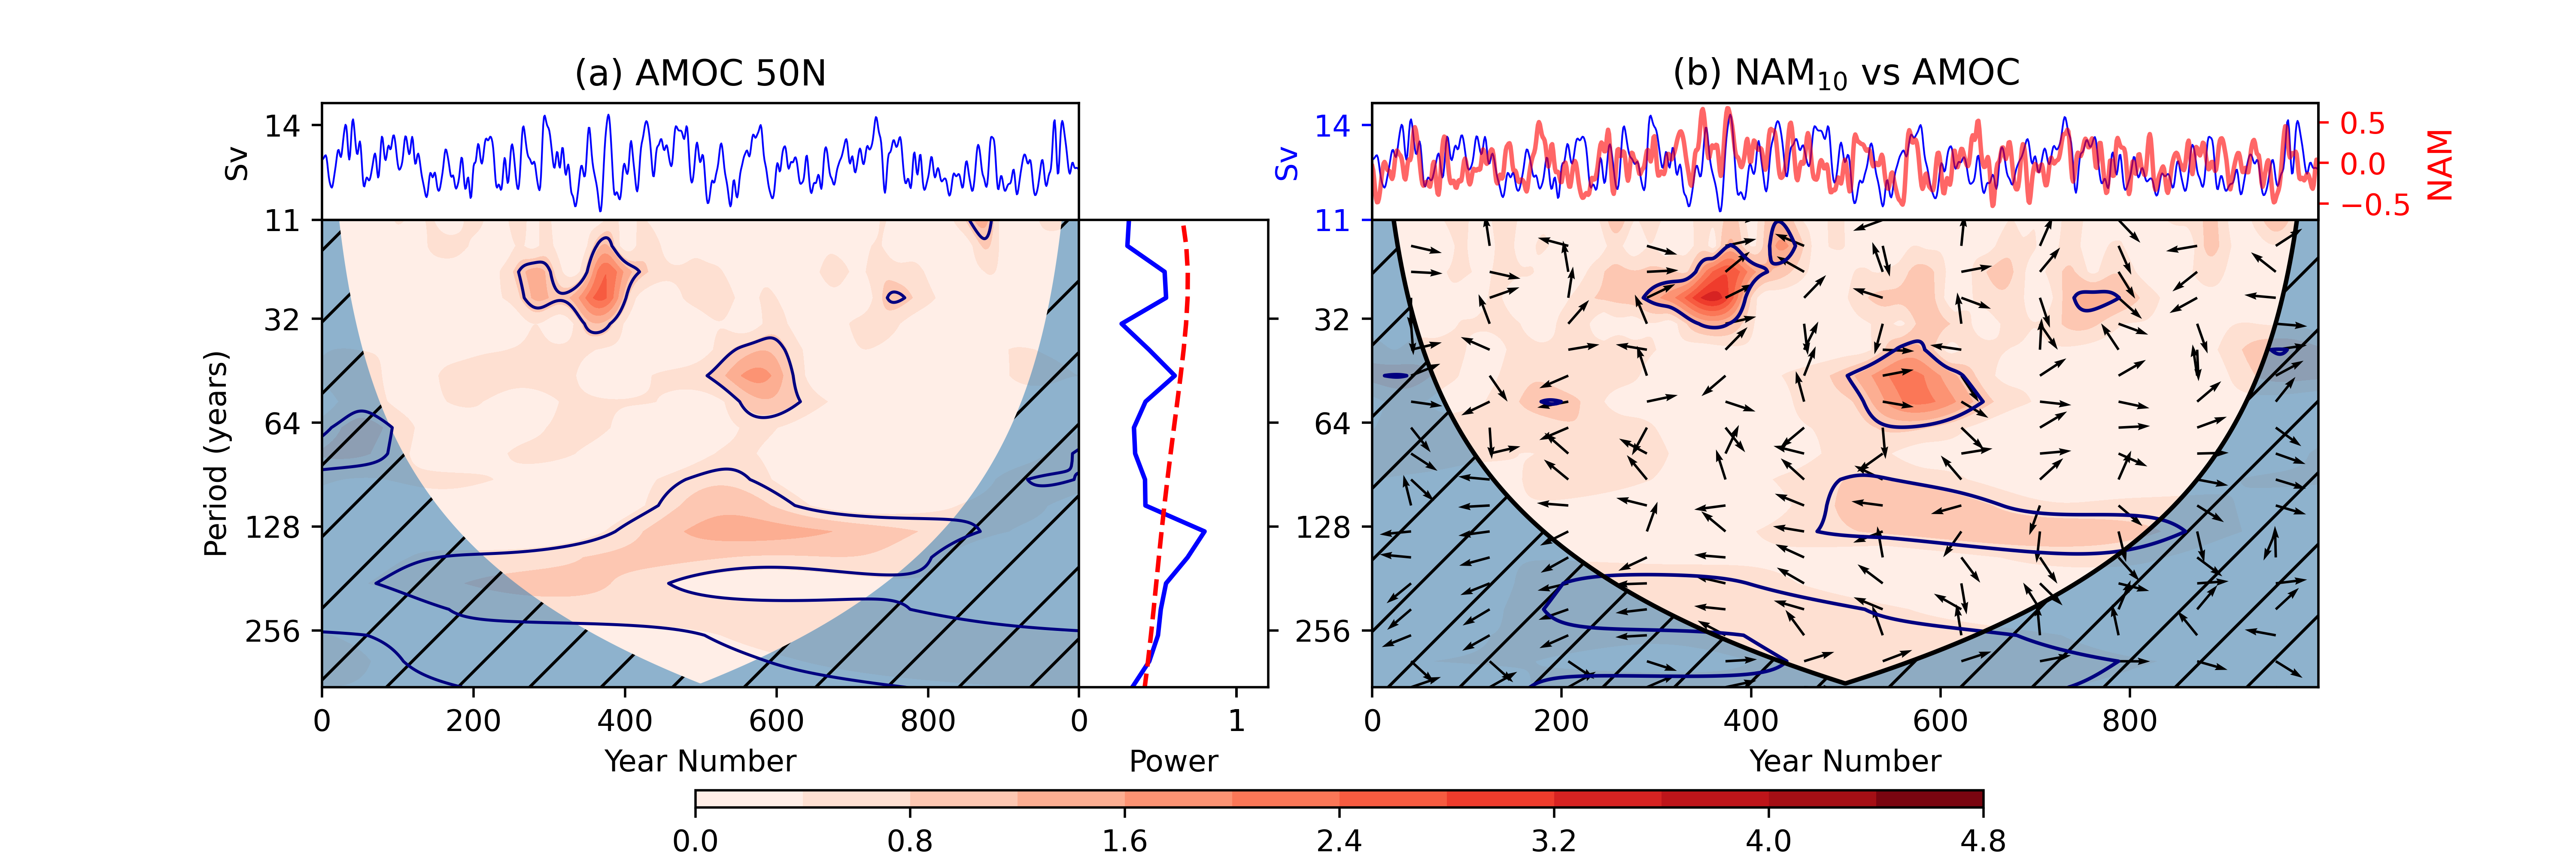 (a) AMOC 50N
(b) NAM₁₀ vs AMOC
Sv
14
11
32
64
128
256
Period (years)
0 200 400 600 800
Year Number
0 1
Power
Sv
14
11
32
64
128
256
0.5
0.0
−0.5
NAM
0 200 400 600 800
Year Number
0.0 0.8 1.6 2.4 3.2 4.0 4.8